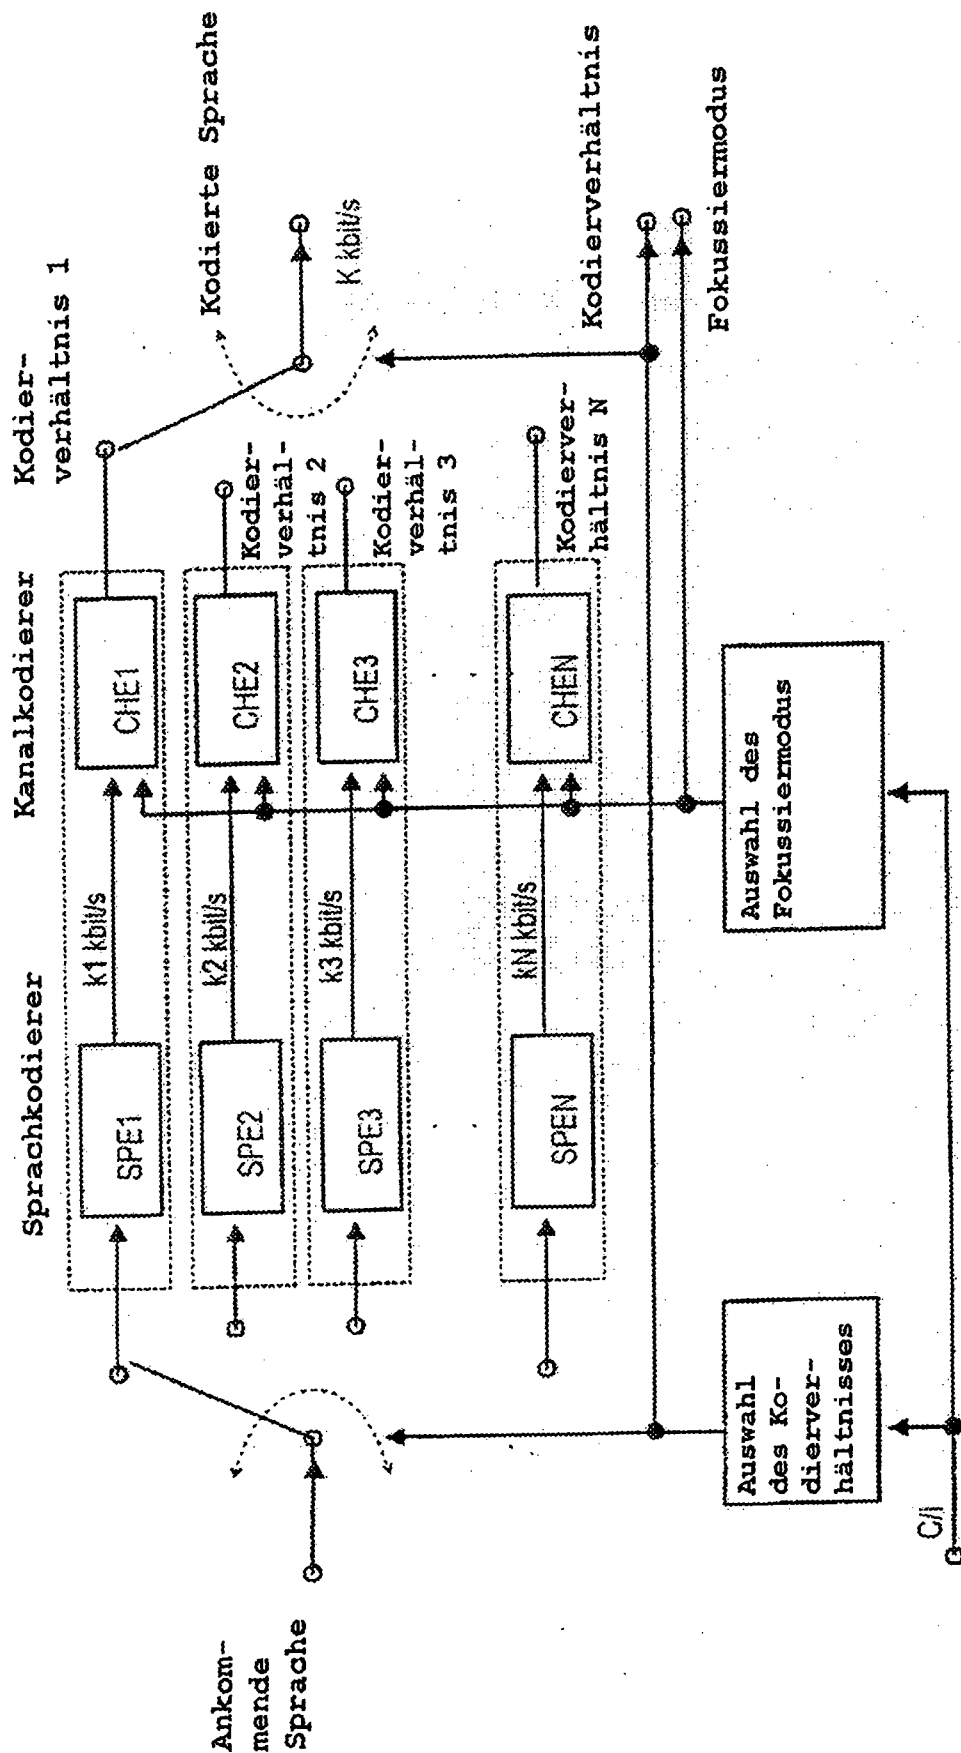 Sprachkodierer
Kanalkodierer
Kodier-
verhältnis 1
SPE1
k1 kbit/s
CHE1
SPE2
k2 kbit/s
CHE2
Kodier-
verhäl-
tnis 2
Kodierte Sprache
K kbit/s
SPE3
k3 kbit/s
CHE3
Kodier-
verhäl-
tnis 3
Ankom-
mende
Sprache
SPEN
kN kbit/s
CHEN
Kodierver-
hältnis N
Kodierverhältnis
Fokussiermodus
Auswahl
des Ko-
dierver-
hältnisses
Auswahl des
Fokussiermodus
C/I